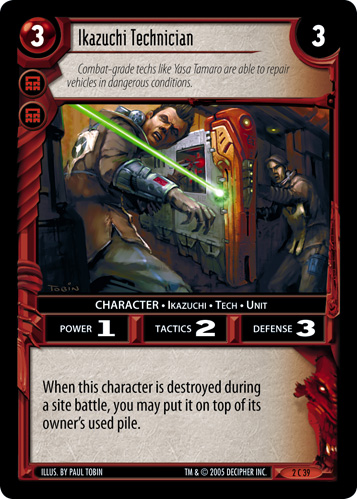 3 Ikazuchi Technician 3
Combat-grade techs like Yasa Tamaro are able to repair
vehicles in dangerous conditions.
TOBIN
CHARACTER • IKAZUCHI • TECH • UNIT
POWER 1 TACTICS 2 DEFENSE 3
When this character is destroyed during
a site battle, you may put it on top of its
owner's used pile.
ILLUS. BY PAUL TOBIN TM & © 2005 DECIPHER INC. 2 C 39